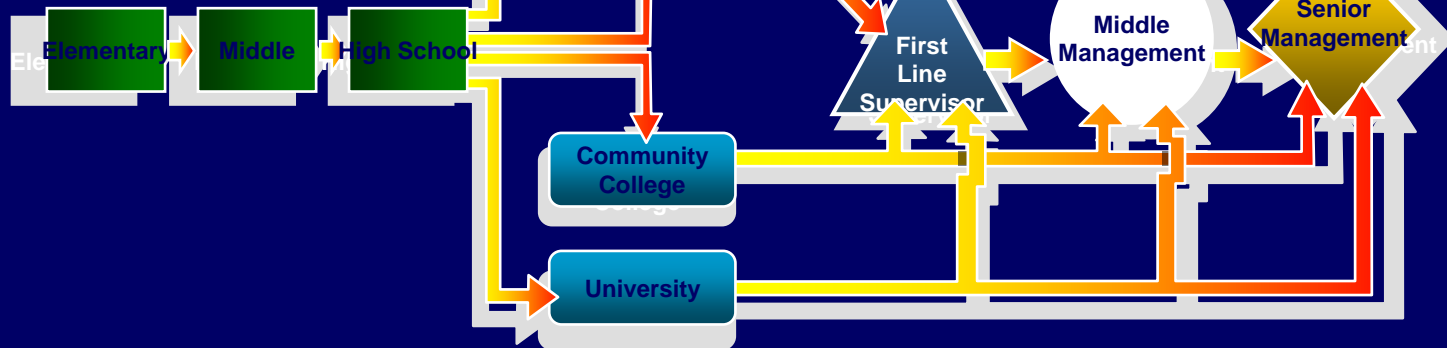 Elementary
Middle
High School
First
Line
Supervisor
Middle
Management
Senior
Management
Community
College
University